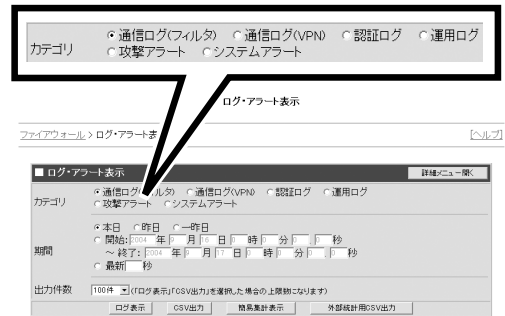 カテゴリ
◉通信ログ(フィルタ) ○通信ログ(VPN) ○認証ログ ○運用ログ
○攻撃アラート ○システムアラート
ログ・アラート表示
ファイアウォール > ログ・アラート表
[ヘルプ]
■ ログ・アラート表示
詳細メニュー開く
カテゴリ
◉通信ログ(フィルタ) ○通信ログ(VPN) ○認証ログ ○運用ログ
○攻撃アラート ○システムアラート
期間
◉本日 ○昨日 ○一昨日
○開始: 2004 年 9 月 16 日 0 時 0 分 0 . 0 秒
～終了: 2004 年 9 月 17 日 0 時 0 分 0 . 0 秒
○最新 秒
出力件数
100件 (「ログ表示」「CSV出力」を選択した場合の上限数になります)
ログ表示 CSV出力 簡易集計表示 外部統計用CSV出力